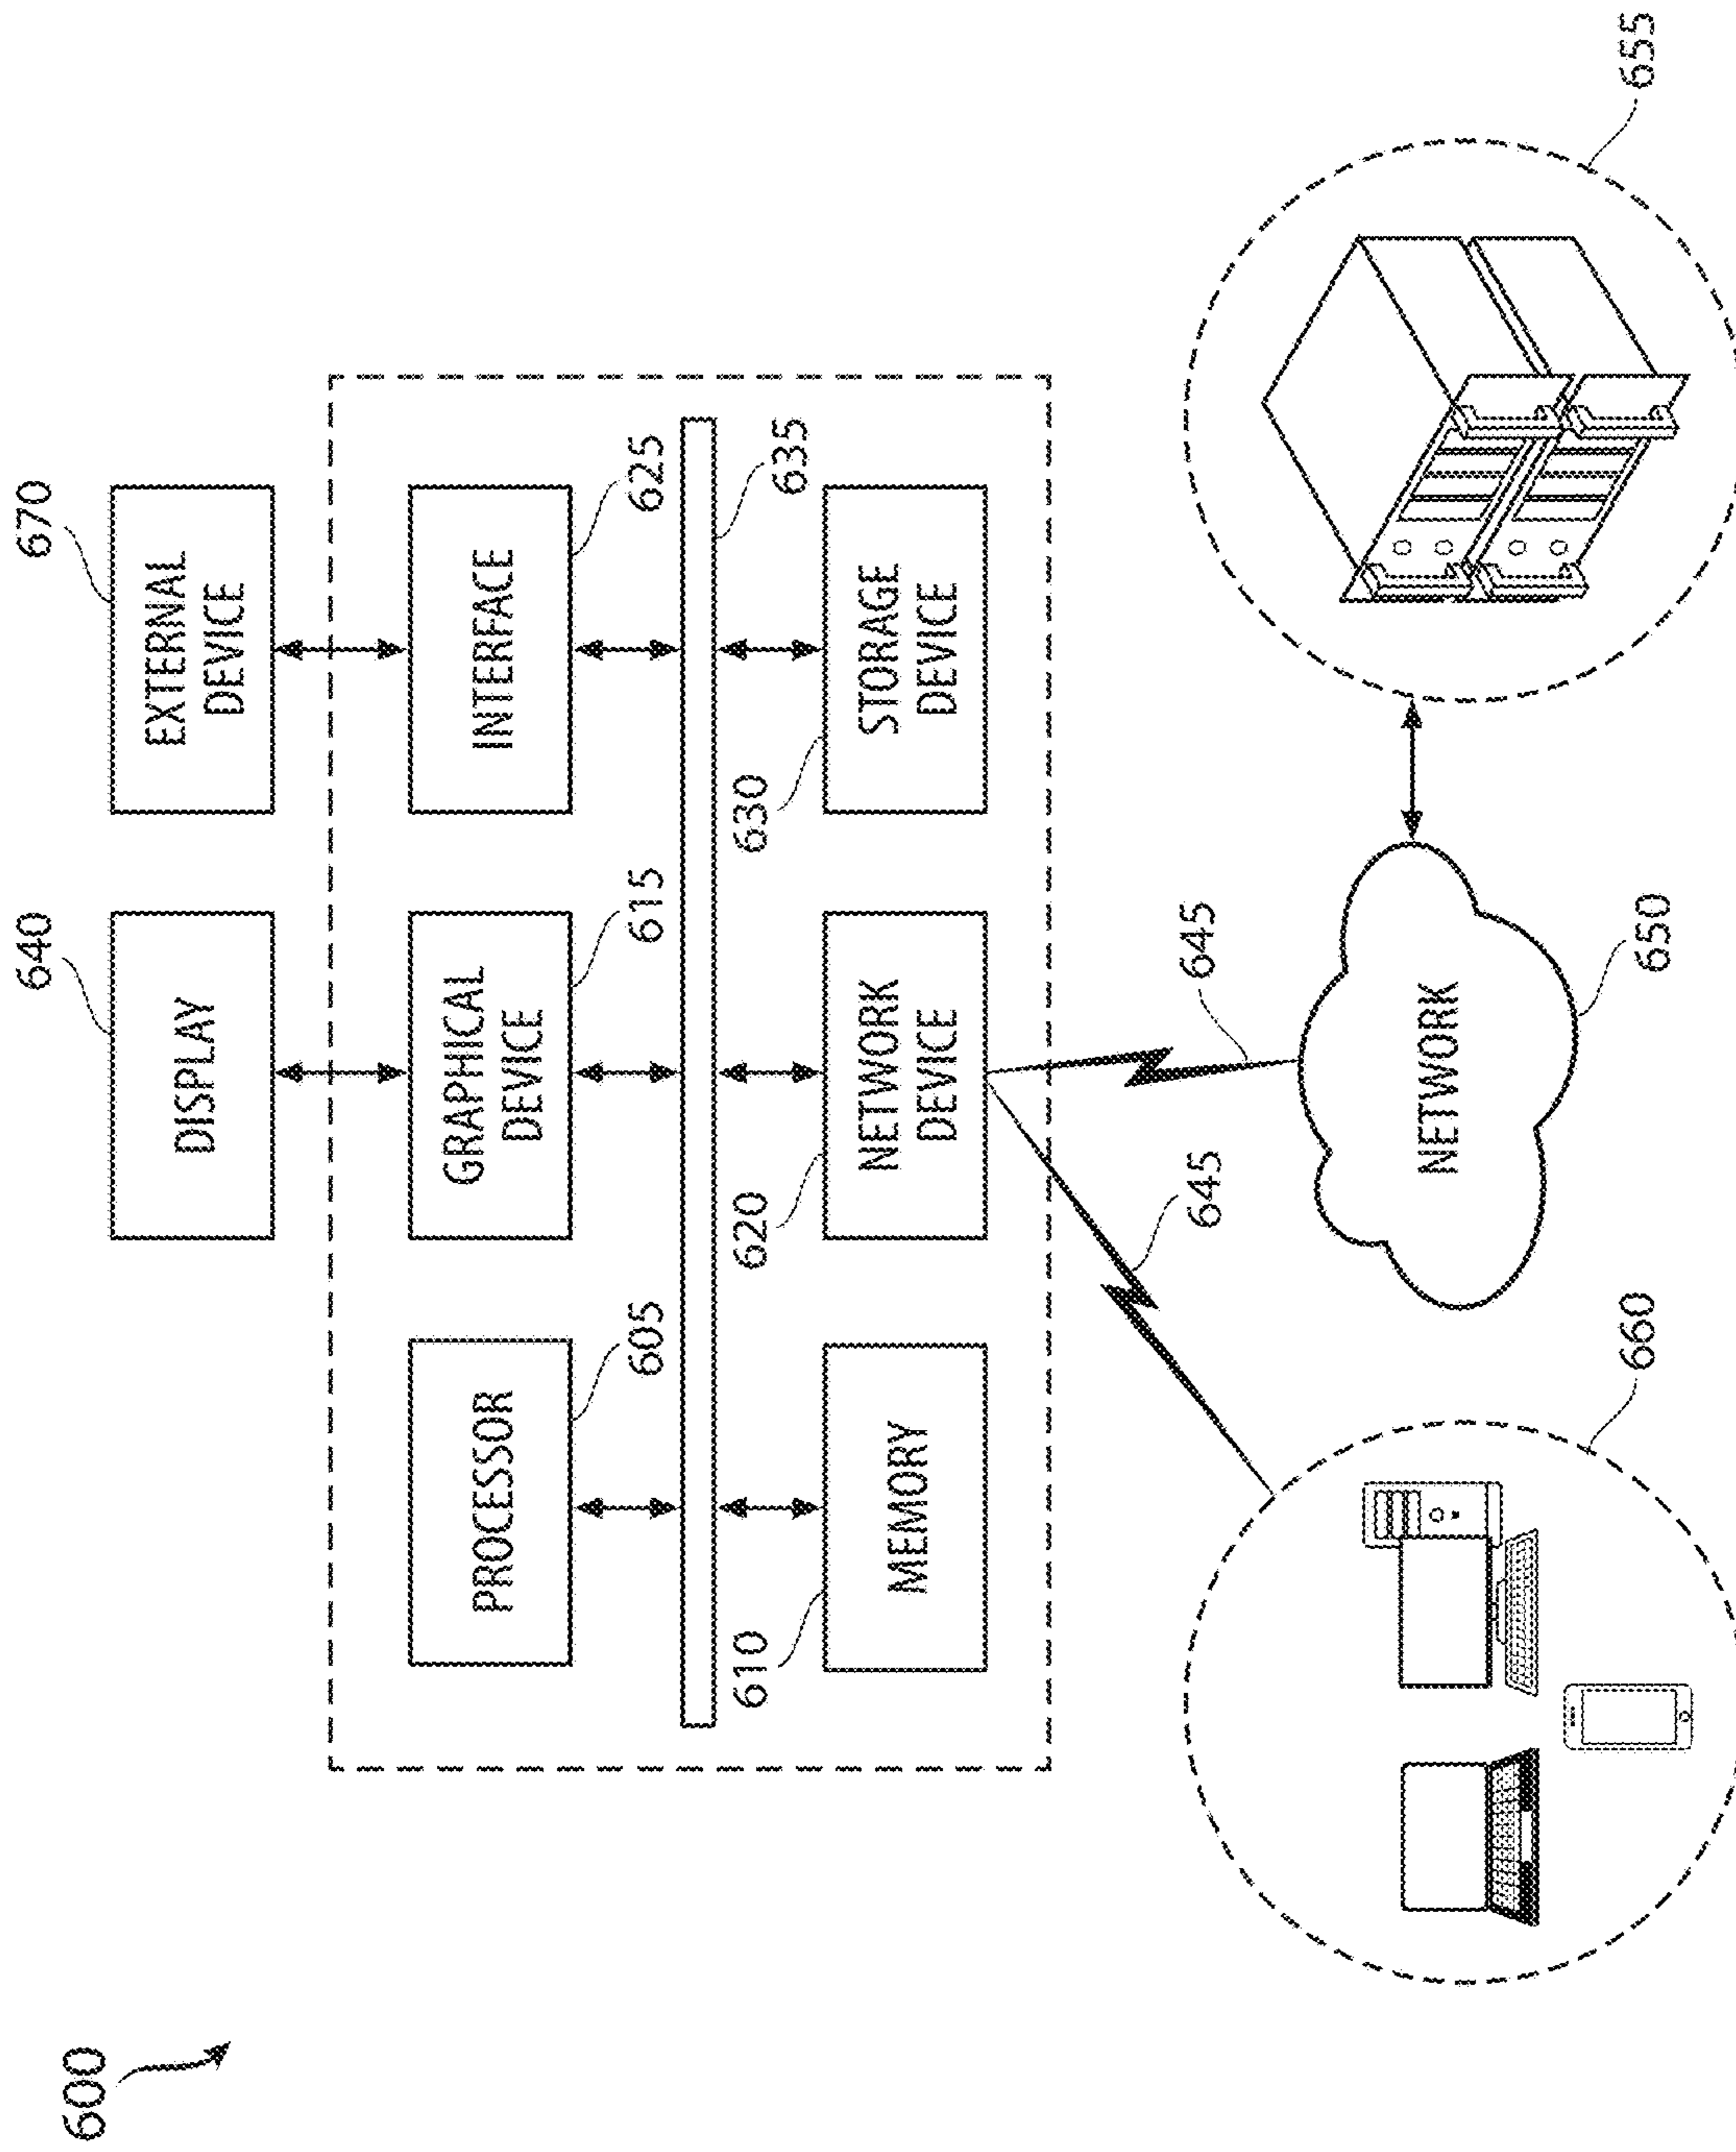 600
640
670
DISPLAY
EXTERNAL
DEVICE
PROCESSOR
GRAPHICAL
DEVICE
INTERFACE
605
615
625
610
620
630
635
MEMORY
NETWORK
DEVICE
STORAGE
DEVICE
645
645
660
NETWORK
650
655